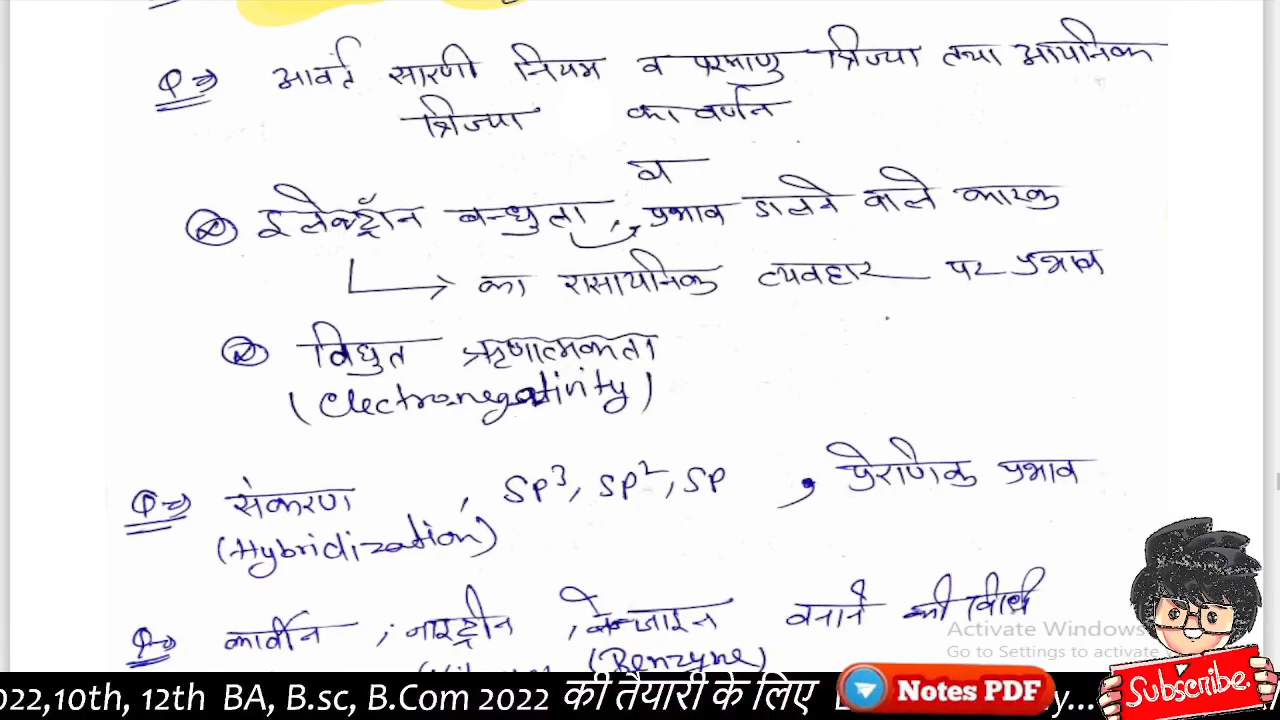 Q⇒ आवर्त सारणी नियम व परमाणु त्रिज्या तथा आयनिक
त्रिज्या का वर्णन
व
इलेक्ट्रॉन बन्धुता, प्रभाव डालने वाले कारक
का रासायनिक व्यवहार पर प्रभाव
विधुत ऋणात्मकता
(Electronegativity)
Q⇒ संकरण , SP³, SP², SP , प्रेरणिक प्रभाव
(Hybridization)
Q⇒ कार्बीन , नाइट्रीन , बेन्जाइन बनाने की विधि
(Benzyne)
Activate Windows
Go to Settings to activate
022,10th, 12th BA, B.sc, B.Com 2022 की तैयारी के लिए
Notes PDF
Subscribe